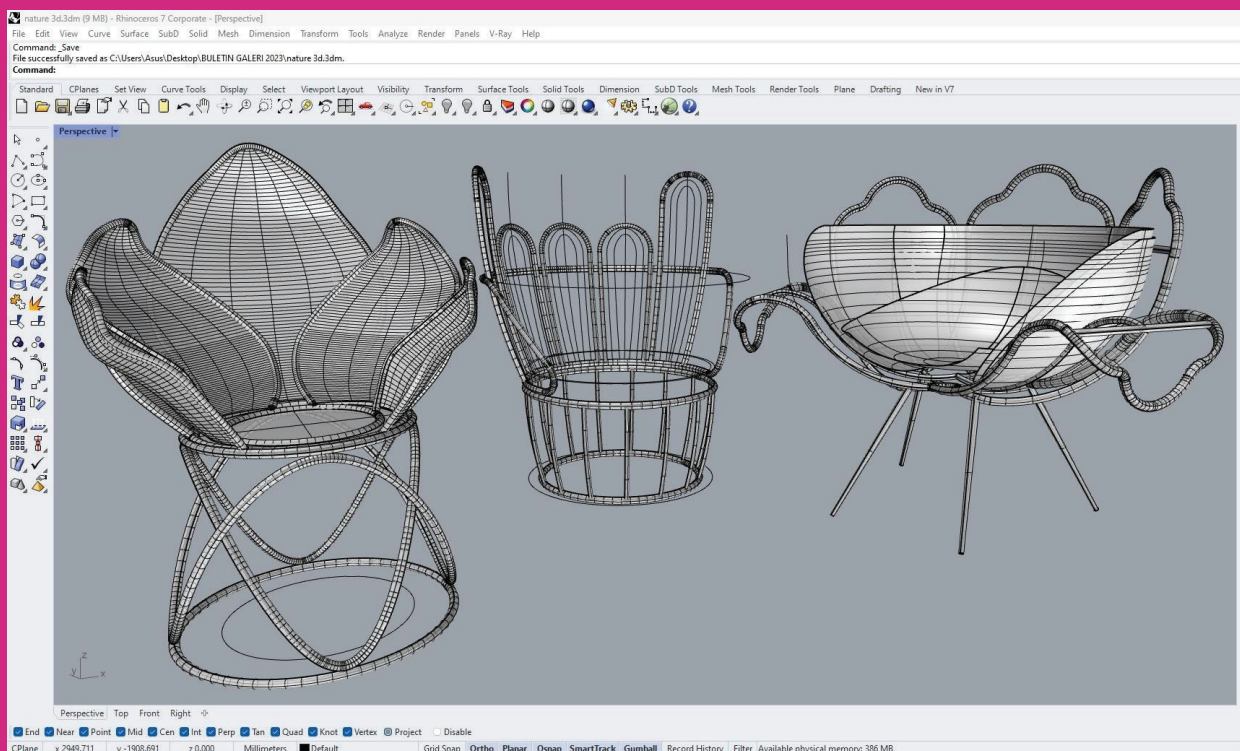 nature 3d.3dm (9 MB) - Rhinoceros 7 Corporate - [Perspective]
File Edit View Curve Surface SubD Solid Mesh Dimension Transform Tools Analyze Render Panels V-Ray Help
Command: _Save
File successfully saved as C:\Users\Asus\Desktop\BULETIN GALERI 2023\nature 3d.3dm.
Command:
Standard CPlanes Set View Curve Tools Display Select Viewport Layout Visibility Transform Surface Tools Solid Tools Dimension SubD Tools Mesh Tools Render Tools Plane Drafting New in V7
Perspective
z
y x
Perspective Top Front Right
End Near Point Mid Cen Int Perp Tan Quad Knot Vertex Project Disable
CPlane x 2949.711 y -1908.691 z 0.000 Millimeters Default Grid Snap Ortho Planar Osnap SmartTrack Gumball Record History Filter Available physical memory: 386 MB